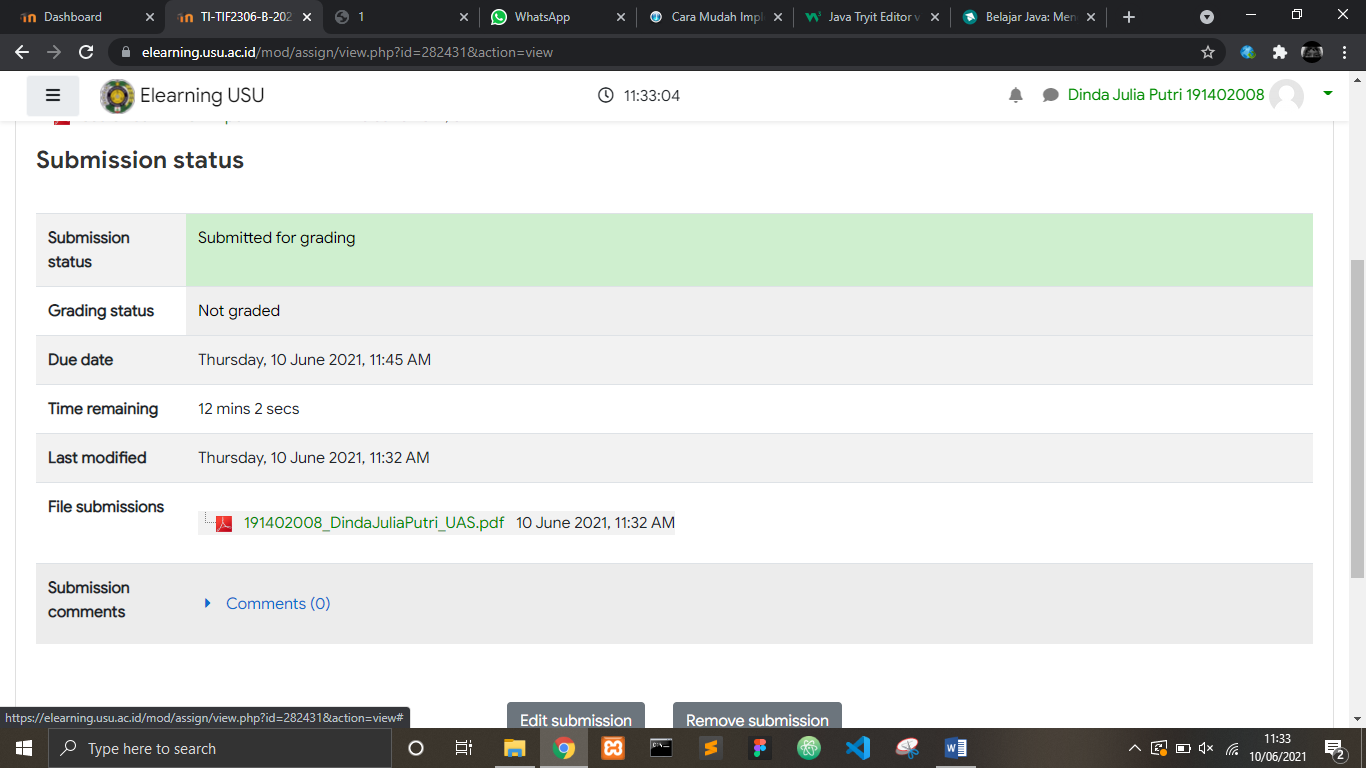 Dashboard
TI-TIF2306-B-202
1
WhatsApp
Cara Mudah Impl
Java Tryit Editor v
Belajar Java: Men
elearning.usu.ac.id/mod/assign/view.php?id=282431&action=view
Elearning USU
11:33:04
Dinda Julia Putri 191402008
Submission status
Submission status
Submitted for grading
Grading status
Not graded
Due date
Thursday, 10 June 2021, 11:45 AM
Time remaining
12 mins 2 secs
Last modified
Thursday, 10 June 2021, 11:32 AM
File submissions
191402008_DindaJuliaPutri_UAS.pdf 10 June 2021, 11:32 AM
Submission comments
Comments (0)
Edit submission
Remove submission
https://elearning.usu.ac.id/mod/assign/view.php?id=282431&action=view#
Type here to search
11:33
10/06/2021
2